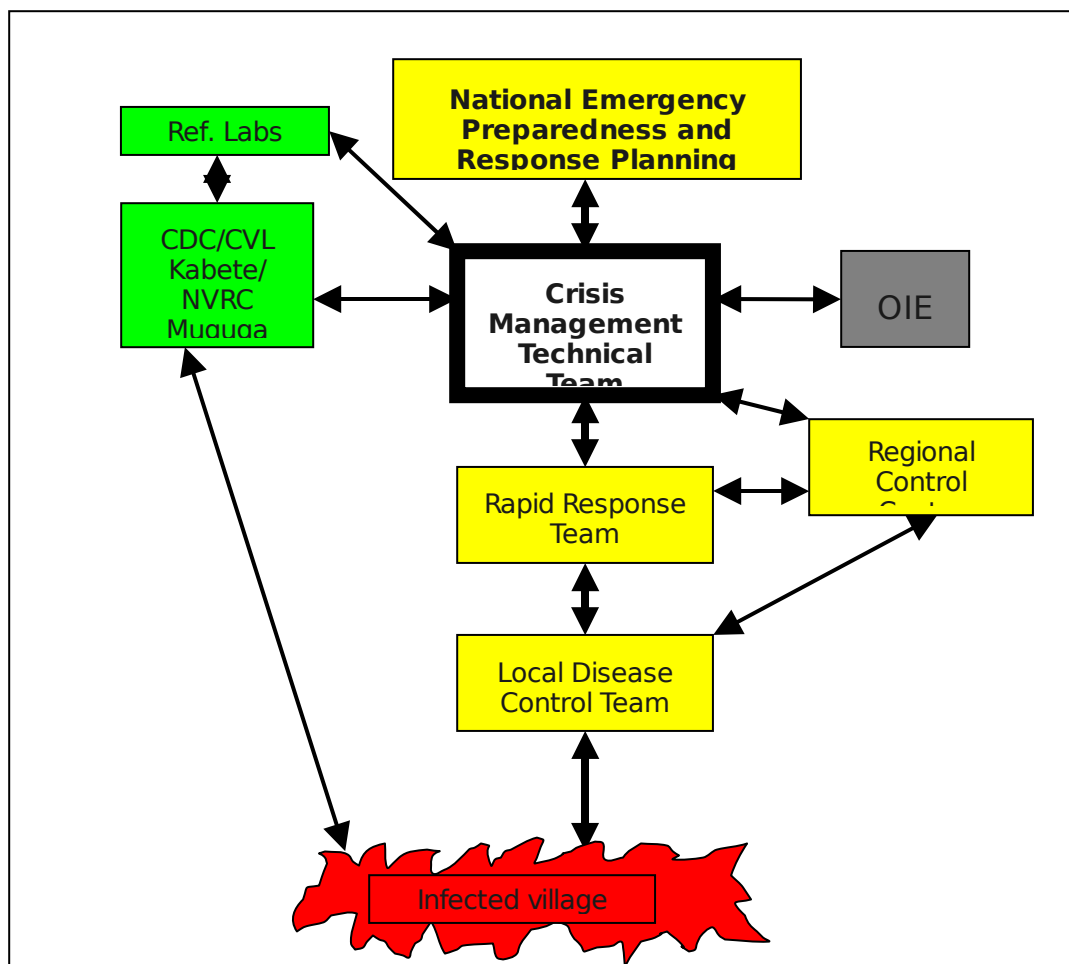 National Emergency
Preparedness and
Response Planning
Ref. Labs
CDC/CVL
Kabete/
NVRC
Muguga
Crisis
Management
Technical
Team
OIE
Regional
Control
Rapid Response
Team
Local Disease
Control Team
Infected village